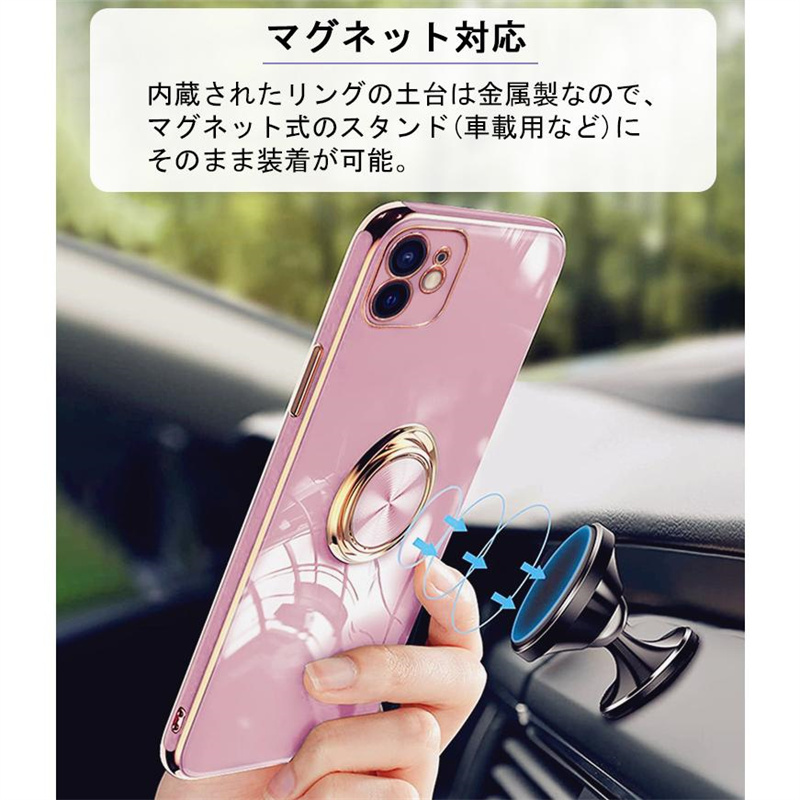 マグネット対応
内蔵されたリングの土台は金属製なので、
マグネット式のスタンド(車載用など)に
そのまま装着が可能。